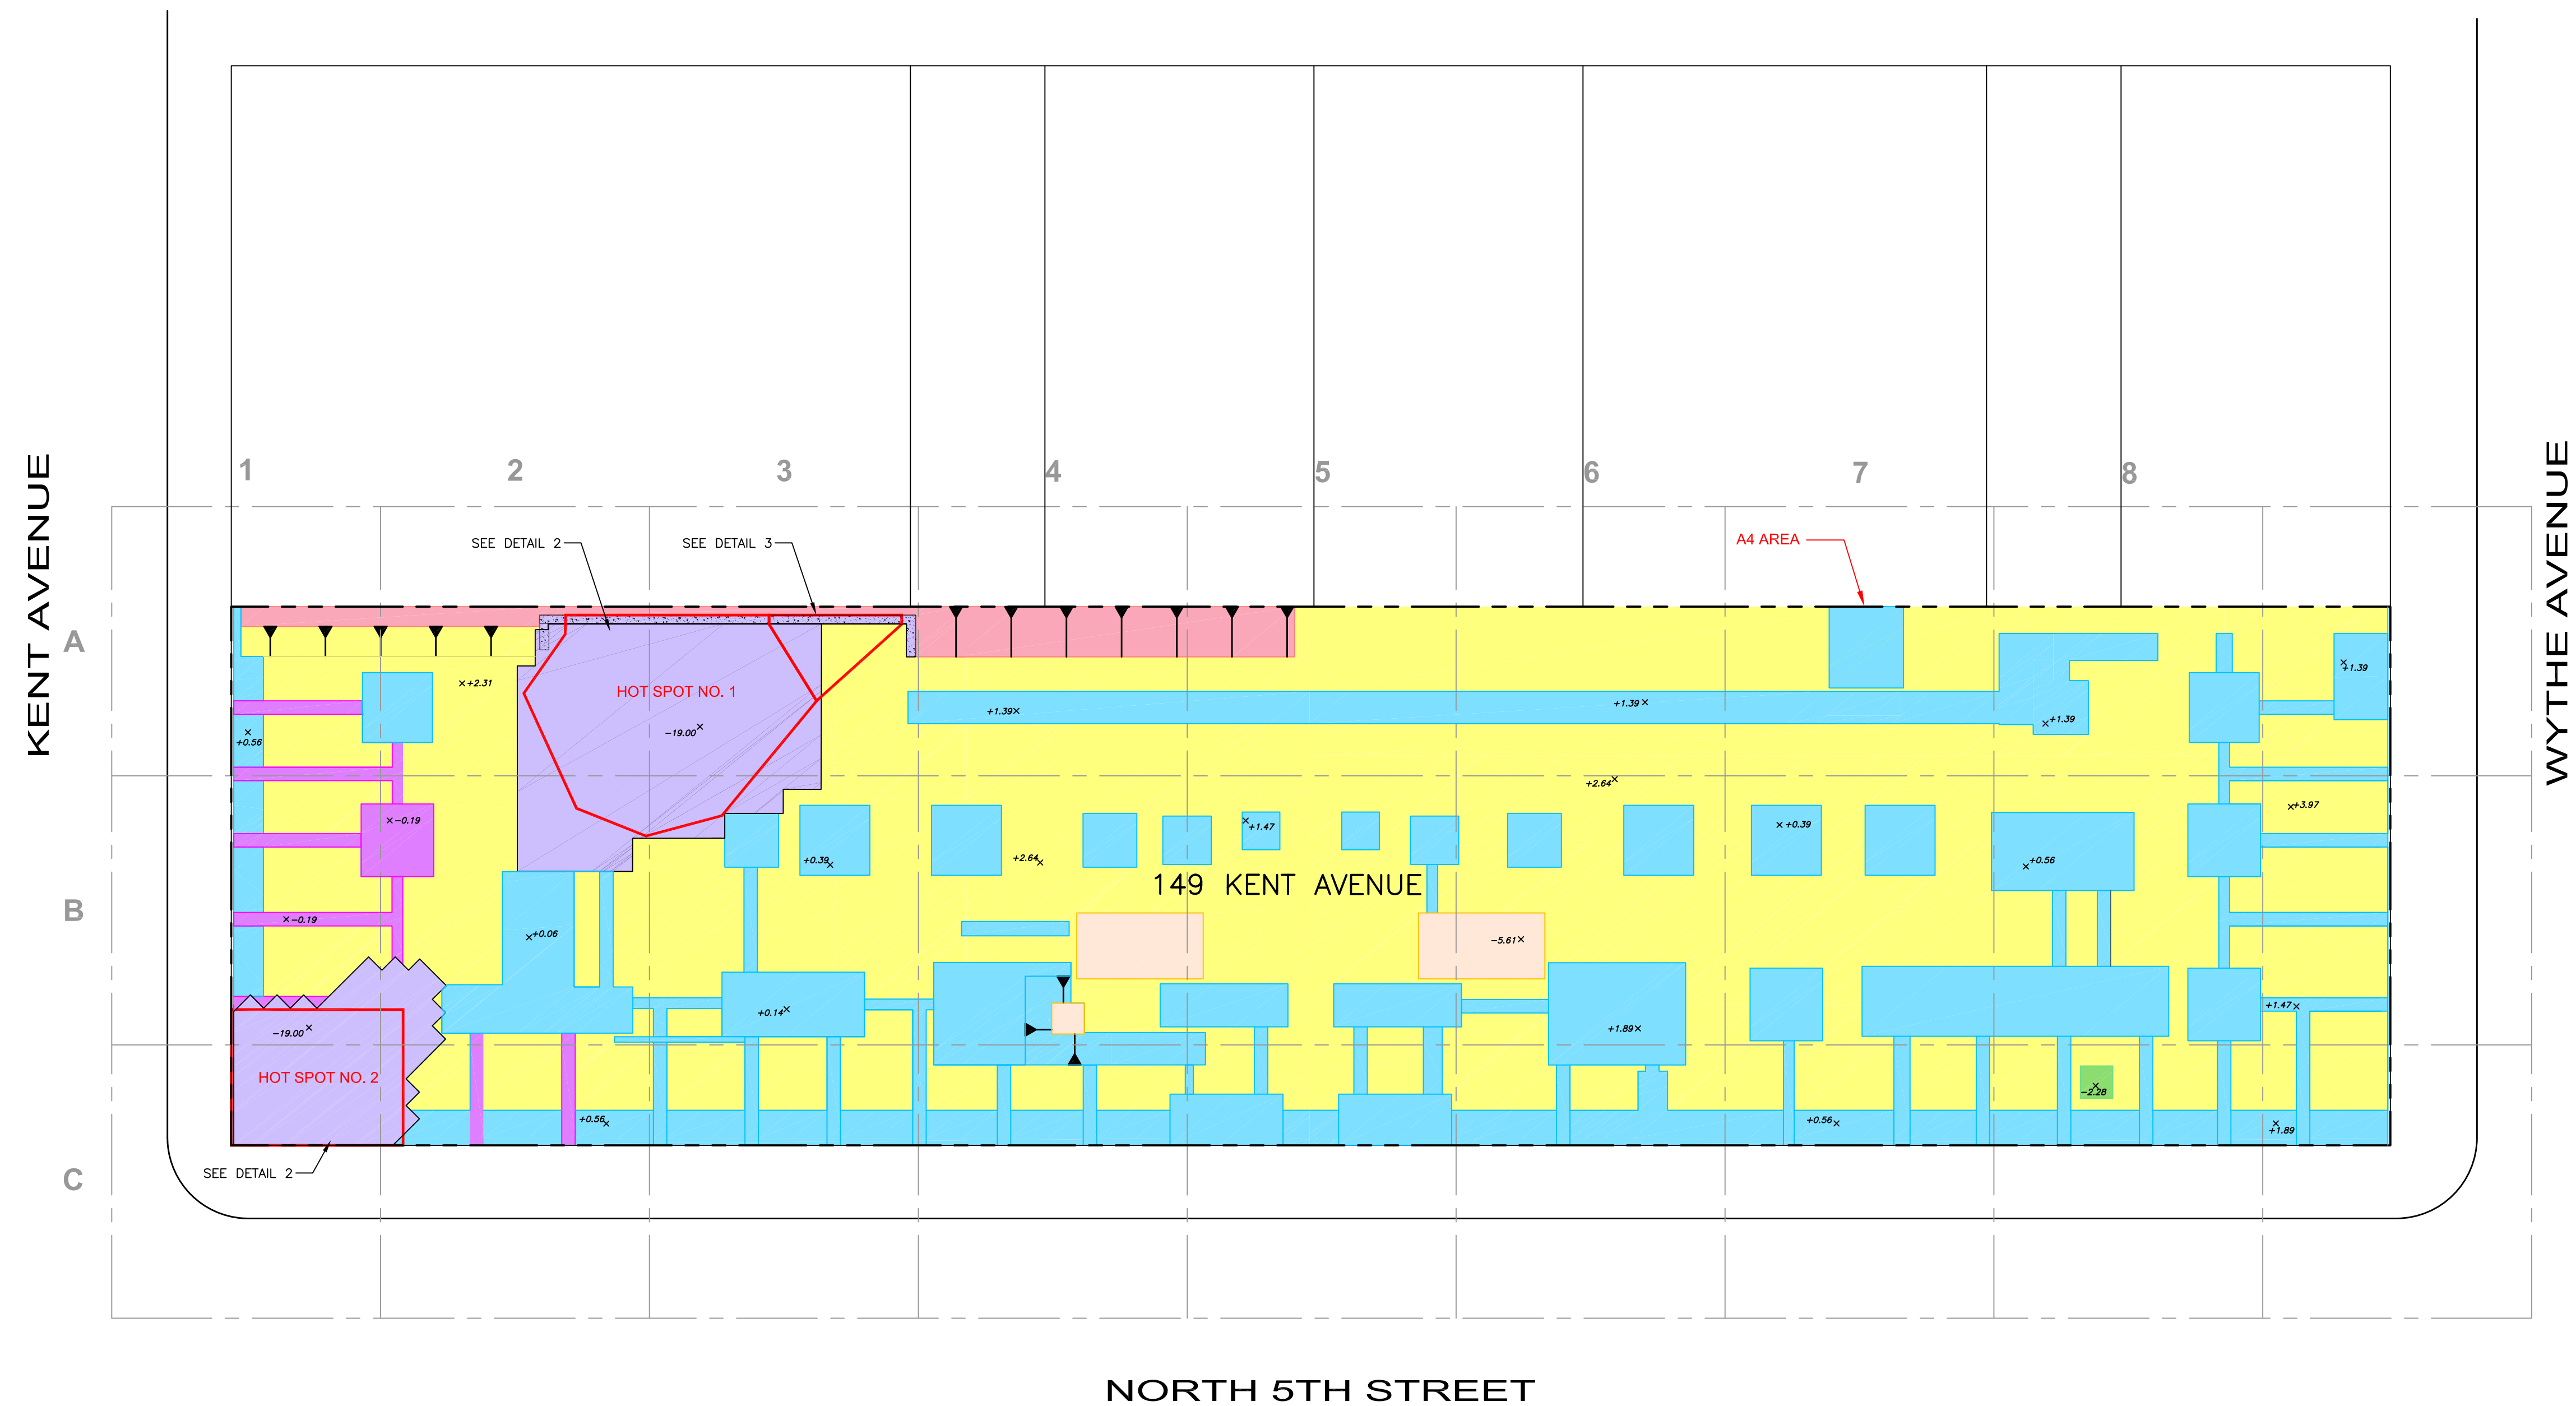 KENT AVENUE
WYTHE AVENUE
1 2 3 4 5 6 7 8
SEE DETAIL 2
SEE DETAIL 3
A4 AREA
A
+2.31
HOT SPOT NO. 1
-19.00
+0.56
+1.39
+1.39
+1.39
+1.39
+2.64
-0.19
+0.39
+2.64
+1.47
+0.39
+0.56
+3.97
149 KENT AVENUE
B
-0.19
+0.06
-5.61
-19.00
+0.14
+1.89
+1.47
HOT SPOT NO. 2
-2.28
+0.56
+0.56
+1.89
SEE DETAIL 2
C
NORTH 5TH STREET